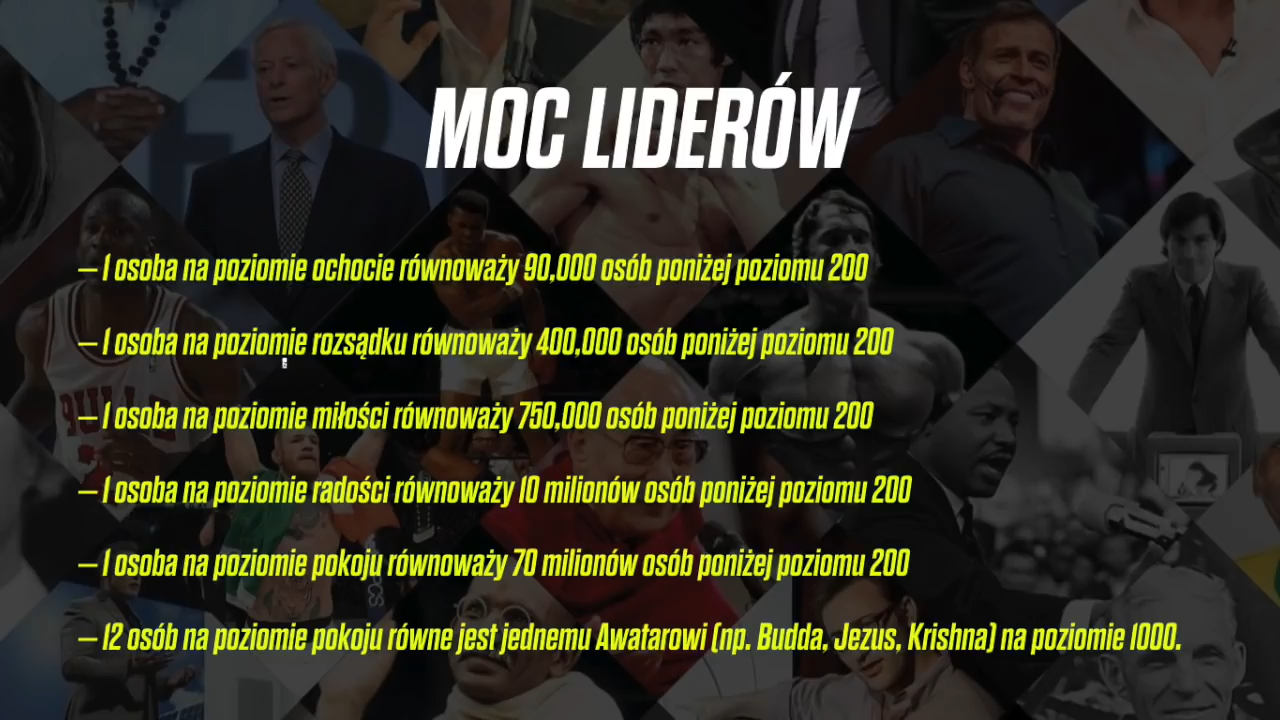 MOC LIDERÓW
– 1 osoba na poziomie ochocie równoważy 90,000 osób poniżej poziomu 200
– 1 osoba na poziomie rozsądku równoważy 400,000 osób poniżej poziomu 200
– 1 osoba na poziomie miłości równoważy 750,000 osób poniżej poziomu 200
– 1 osoba na poziomie radości równoważy 10 milionów osób poniżej poziomu 200
– 1 osoba na poziomie pokoju równoważy 70 milionów osób poniżej poziomu 200
– 12 osób na poziomie pokoju równe jest jednemu Awatarowi (np. Budda, Jezus, Krishna) na poziomie 1000.
BULLS